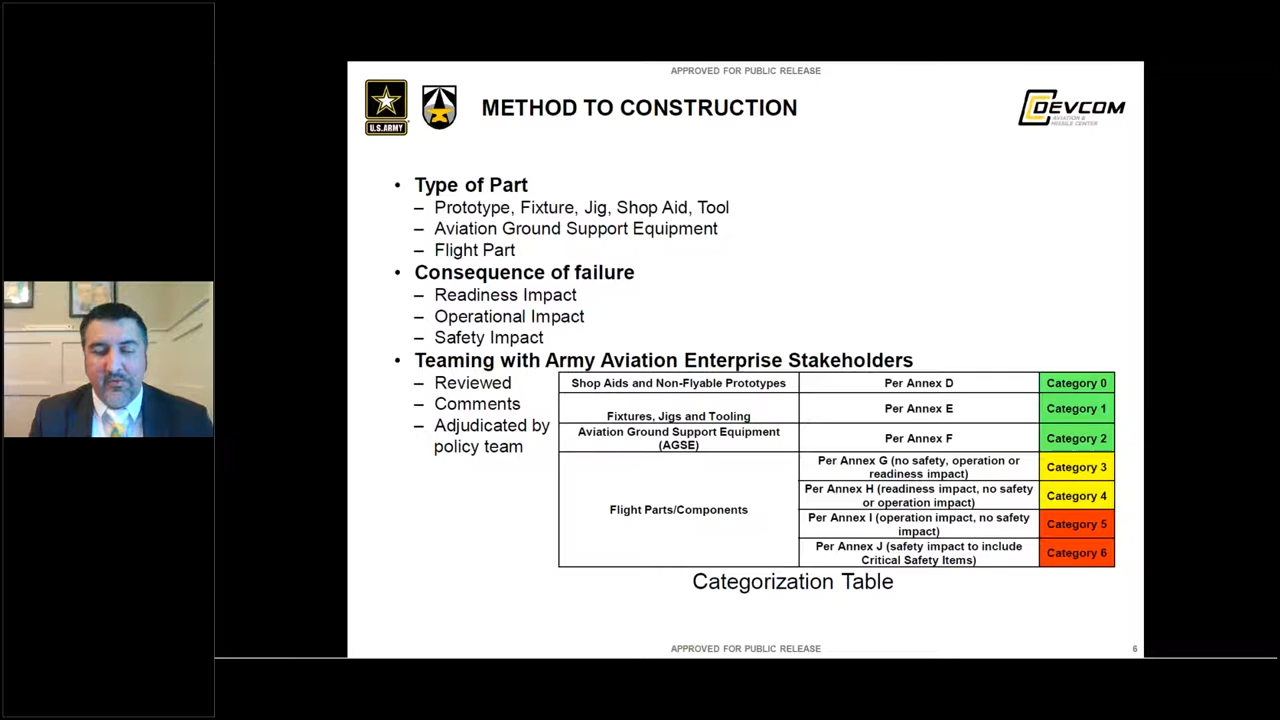 APPROVED FOR PUBLIC RELEASE
U.S.ARMY
METHOD TO CONSTRUCTION
DEVCOM
AVIATION &
MISSILE CENTER
• Type of Part
– Prototype, Fixture, Jig, Shop Aid, Tool
– Aviation Ground Support Equipment
– Flight Part
• Consequence of failure
– Readiness Impact
– Operational Impact
– Safety Impact
• Teaming with Army Aviation Enterprise Stakeholders
– Reviewed
– Comments
– Adjudicated by
policy team
Shop Aids and Non-Flyable Prototypes Per Annex D Category 0
Fixtures, Jigs and Tooling Per Annex E Category 1
Aviation Ground Support Equipment
(AGSE) Per Annex F Category 2
Flight Parts/Components
Per Annex G (no safety, operation or
readiness impact) Category 3
Per Annex H (readiness impact, no safety
or operation impact) Category 4
Per Annex I (operation impact, no safety
impact) Category 5
Per Annex J (safety impact to include
Critical Safety Items) Category 6
Categorization Table
APPROVED FOR PUBLIC RELEASE
6